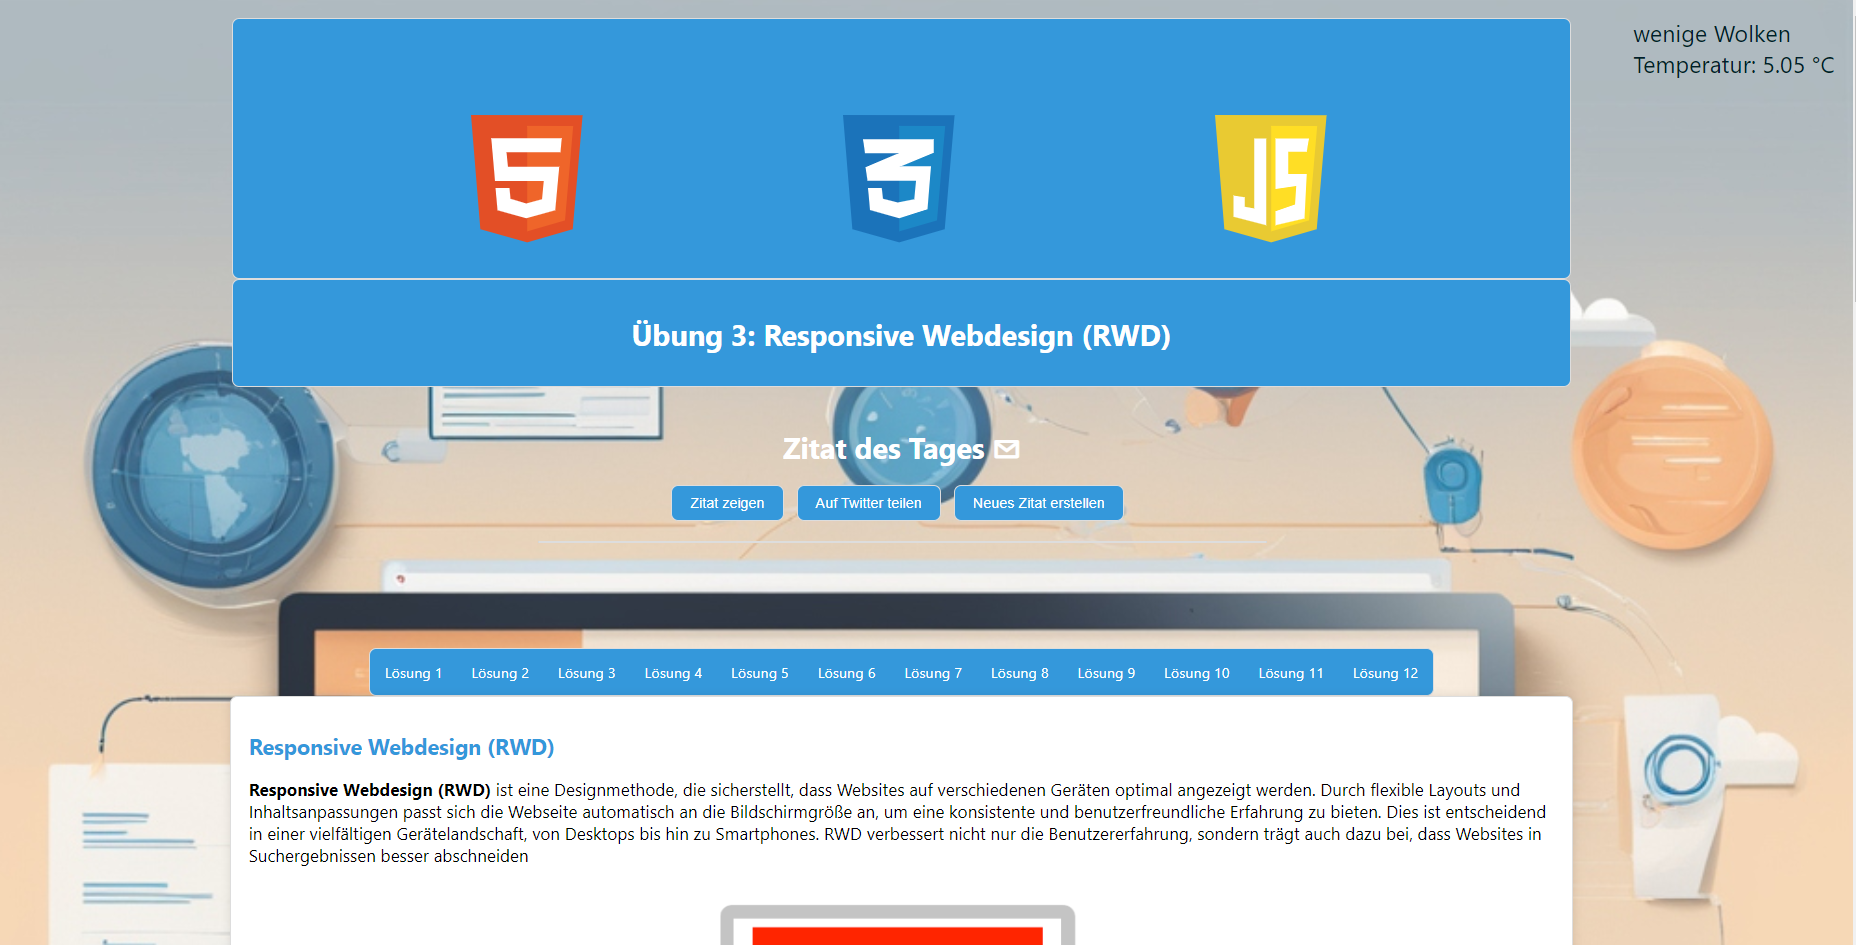 wenige Wolken
Temperatur: 5.05 °C
5
3
JS
Übung 3: Responsive Webdesign (RWD)
Zitat des Tages
Zitat zeigen Auf Twitter teilen Neues Zitat erstellen
Lösung 1 Lösung 2 Lösung 3 Lösung 4 Lösung 5 Lösung 6 Lösung 7 Lösung 8 Lösung 9 Lösung 10 Lösung 11 Lösung 12
Responsive Webdesign (RWD)
Responsive Webdesign (RWD) ist eine Designmethode, die sicherstellt, dass Websites auf verschiedenen Geräten optimal angezeigt werden. Durch flexible Layouts und
Inhaltsanpassungen passt sich die Webseite automatisch an die Bildschirmgröße an, um eine konsistente und benutzerfreundliche Erfahrung zu bieten. Dies ist entscheidend
in einer vielfältigen Gerätelandschaft, von Desktops bis hin zu Smartphones. RWD verbessert nicht nur die Benutzererfahrung, sondern trägt auch dazu bei, dass Websites in
Suchergebnissen besser abschneiden